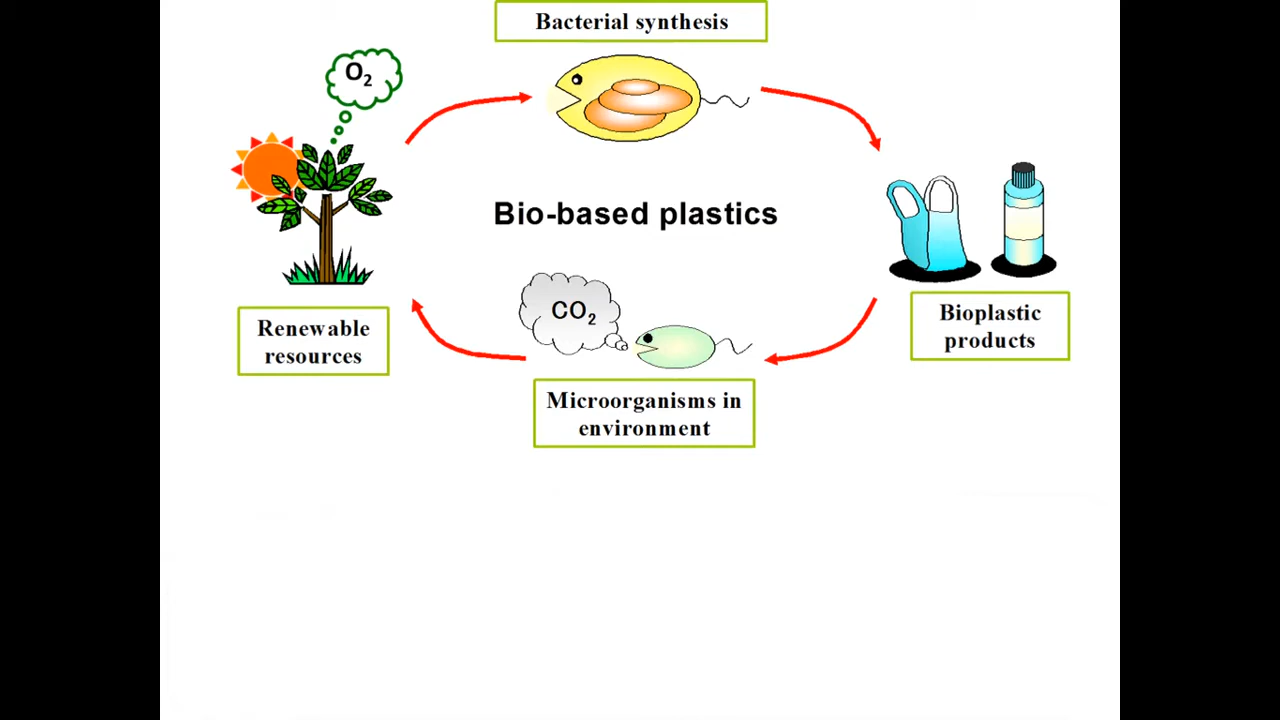 Bacterial synthesis
O₂
Bio-based plastics
CO₂
Renewable
resources
Bioplastic
products
Microorganisms in
environment